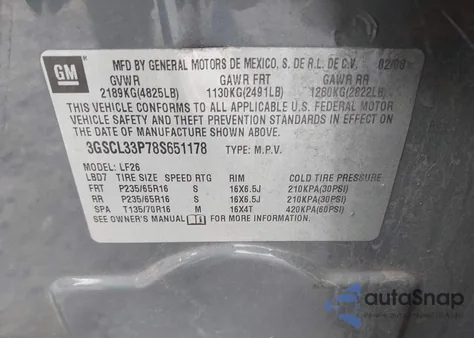 GM
MFD BY GENERAL MOTORS DE MEXICO, S. DE R.L. DE C.V. 02/08
GVWR GAWR FRT GAWR RR
2189KG(4825LB) 1130KG(2491LB) 1280KG(2822LB)
THIS VEHICLE CONFORMS TO ALL APPLICABLE U.S. FEDERAL MOTOR
VEHICLE SAFETY AND THEFT PREVENTION STANDARDS IN EFFECT ON
THE DATE OF MANUFACTURE SHOWN ABOVE.
3GSCL33P78S651178 TYPE: M.P.V.
MODEL: LF26
LBD7 TIRE SIZE SPEED RTG RIM COLD TIRE PRESSURE
FRT P235/65R16 S 16X6.5J 210KPA(30PSI)
RR P235/65R16 S 16X6.5J 210KPA(30PSI)
SPA T135/70R16 M 16X4T 420KPA(60PSI)
SEE OWNER'S MANUAL FOR MORE INFORMATION.
autoSnap